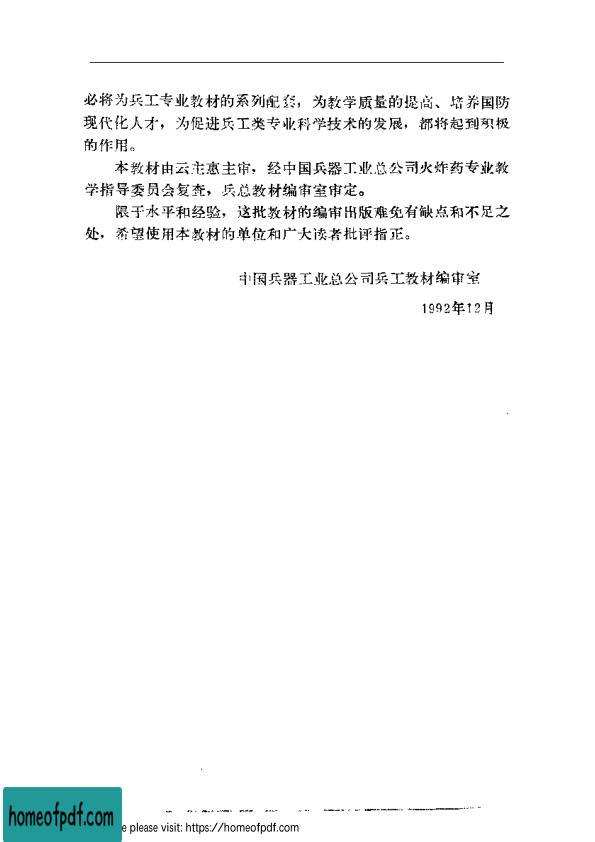 必将为兵工专业教材的系列配套，为教学质量的提高、培养国防
现代化人才，为促进兵工类专业科学技术的发展，都将起到积极
的作用。
本教材由云主惠主审，经中国兵器工业总公司火炸药专业教
学指导委员会复查，兵总教材编审室审定。
限于水平和经验，这批教材的编审出版难免有缺点和不足之
处，希望使用本教材的单位和广大读者批评指正。
中国兵器工业总公司兵工教材编审室
1992年12月
homeofpdf.com
please visit: https://homeofpdf.com